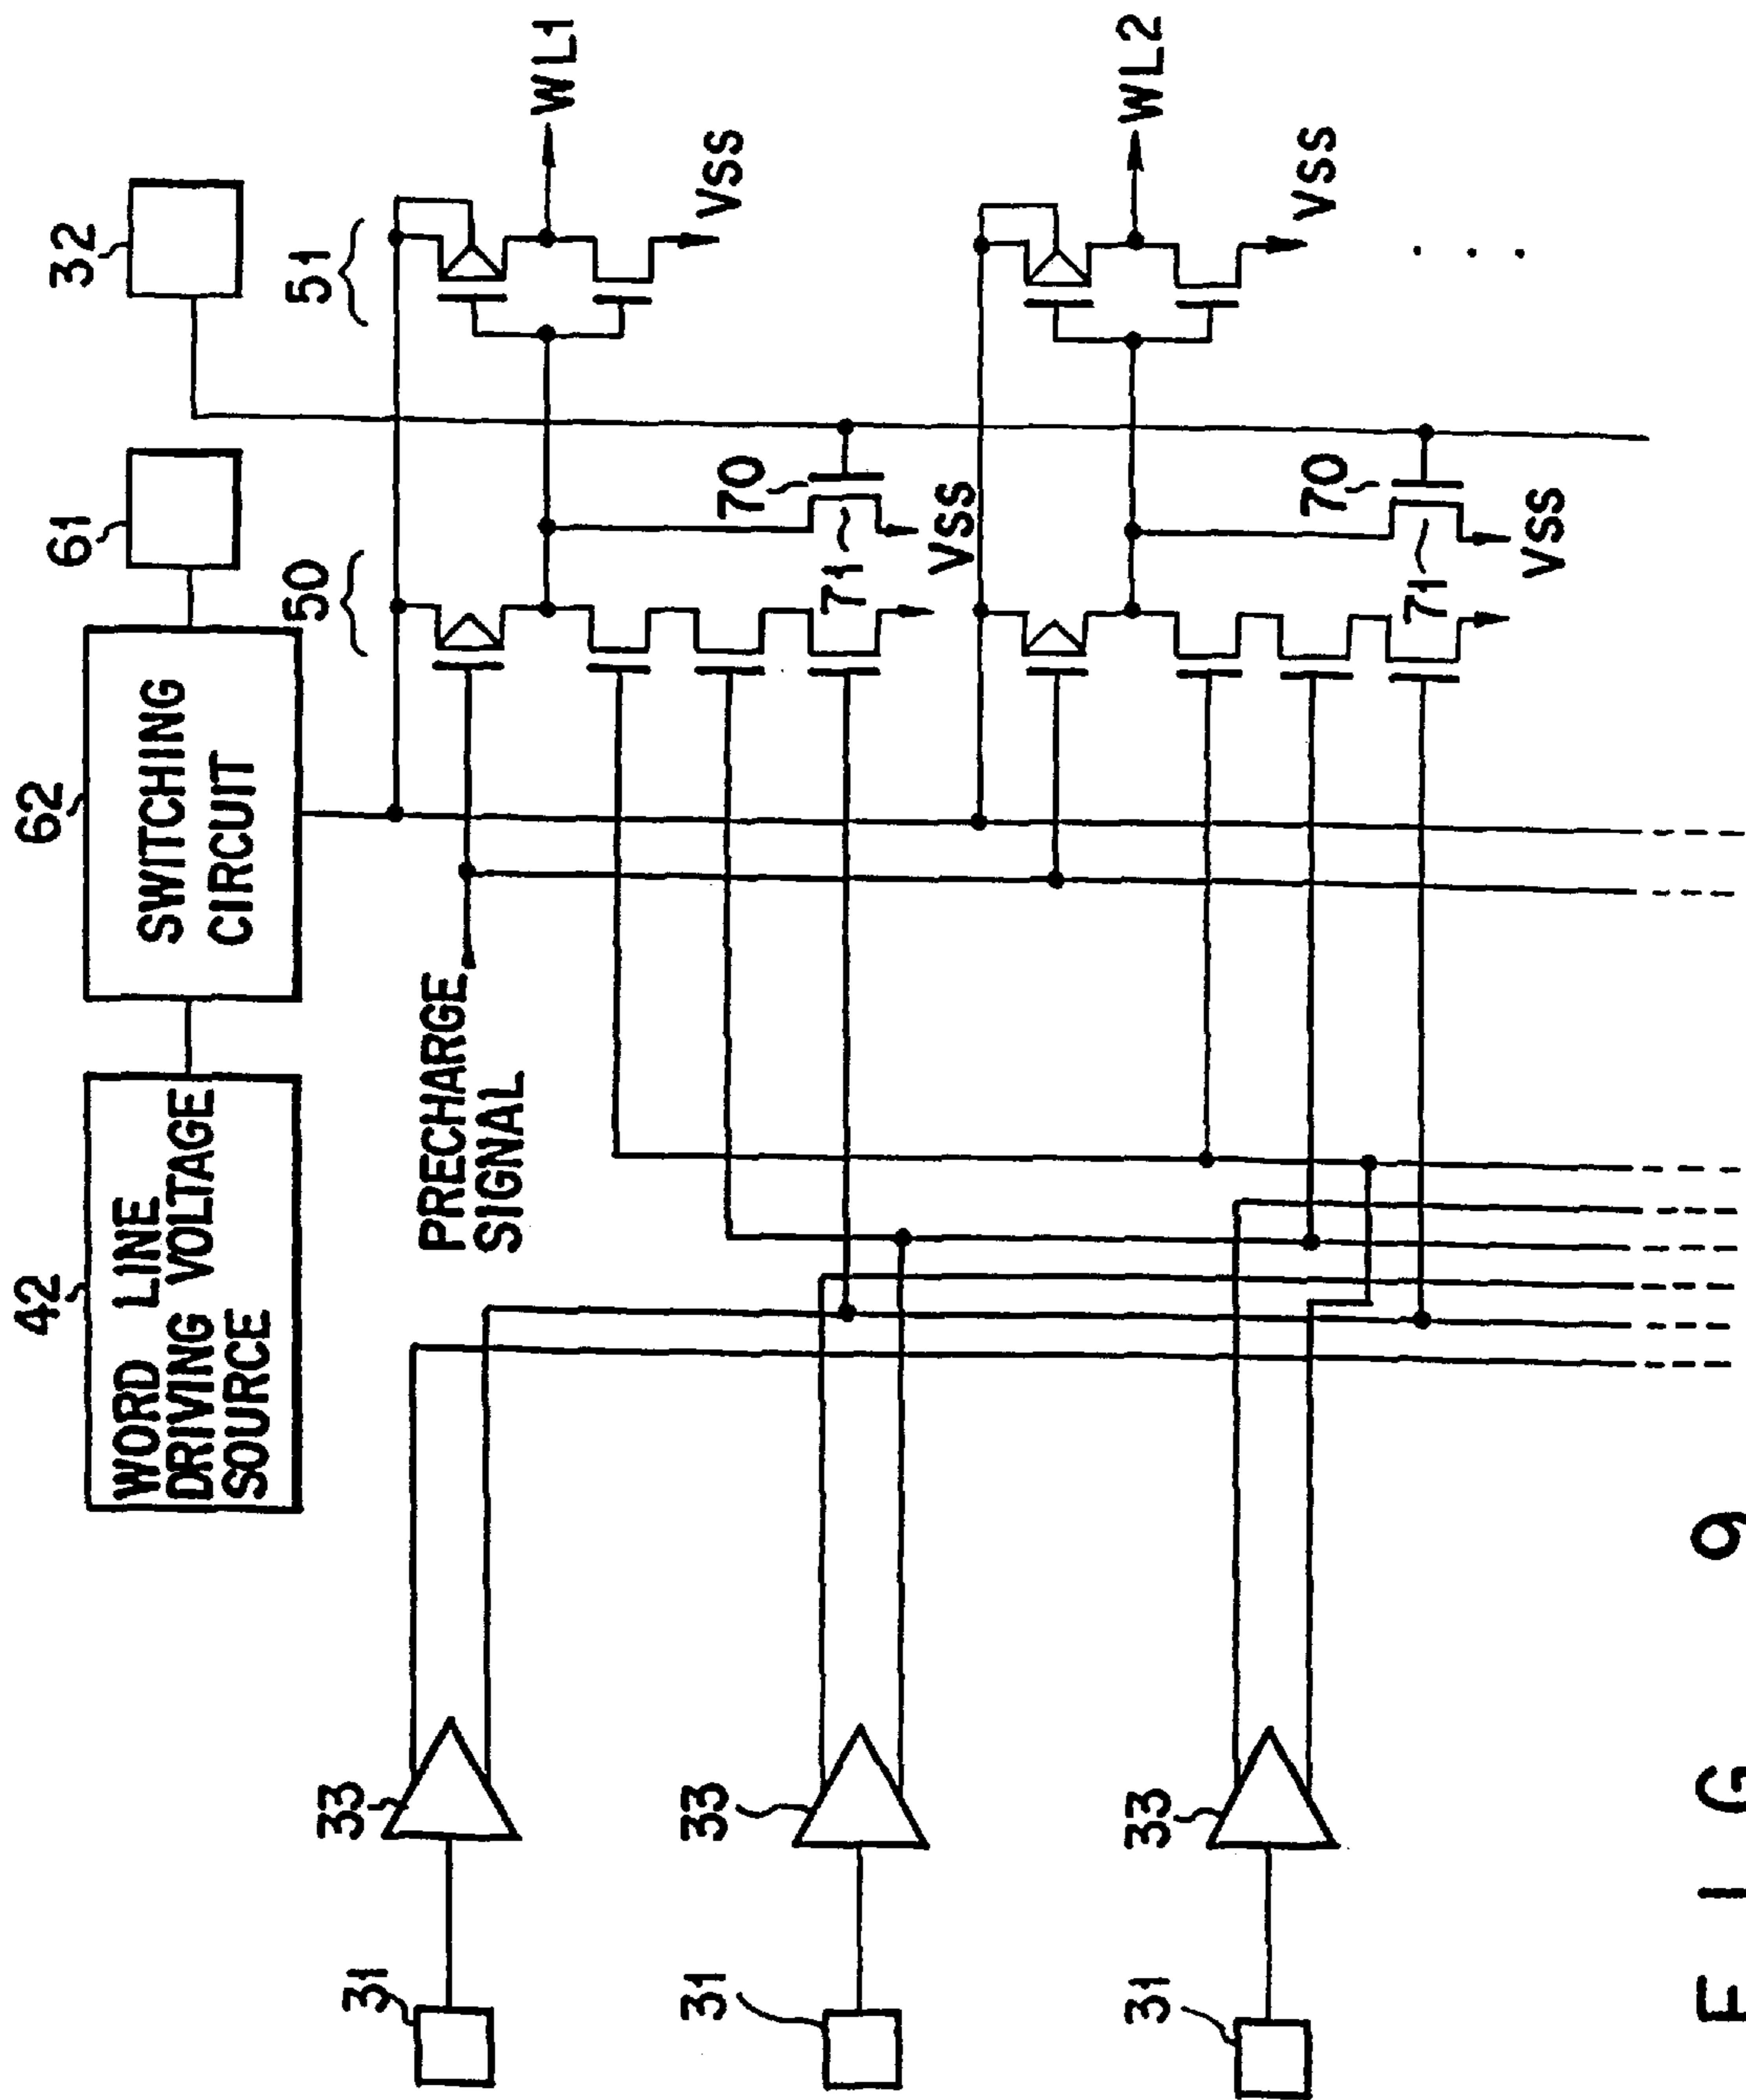 42
WORD LINE
DRIVING VOLTAGE
SOURCE
62
SWITCHING
CIRCUIT
61
32
PRECHARGE
SIGNAL
50
51
WL1
VSS
70
71
VSS
WL2
VSS
70
71
VSS
33
31
33
31
33
31
FIG 9